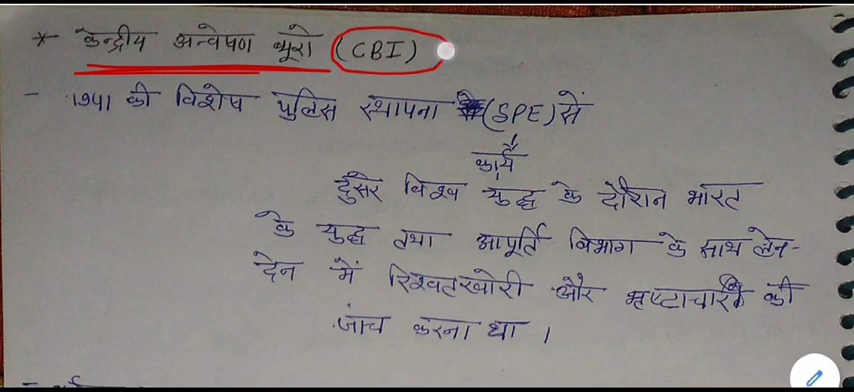 * केन्द्रीय अन्वेषण ब्यूरो (CBI)
- 1941 की विशेष पुलिस स्थापना (SPE) से
कार्य
दुसरे विश्व युद्ध के दौरान भारत
के युद्ध तथा आपूर्ति विभाग के साथ लेन-
देन में रिश्वतखोरी और भ्रष्टाचार की
जांच करना था ।